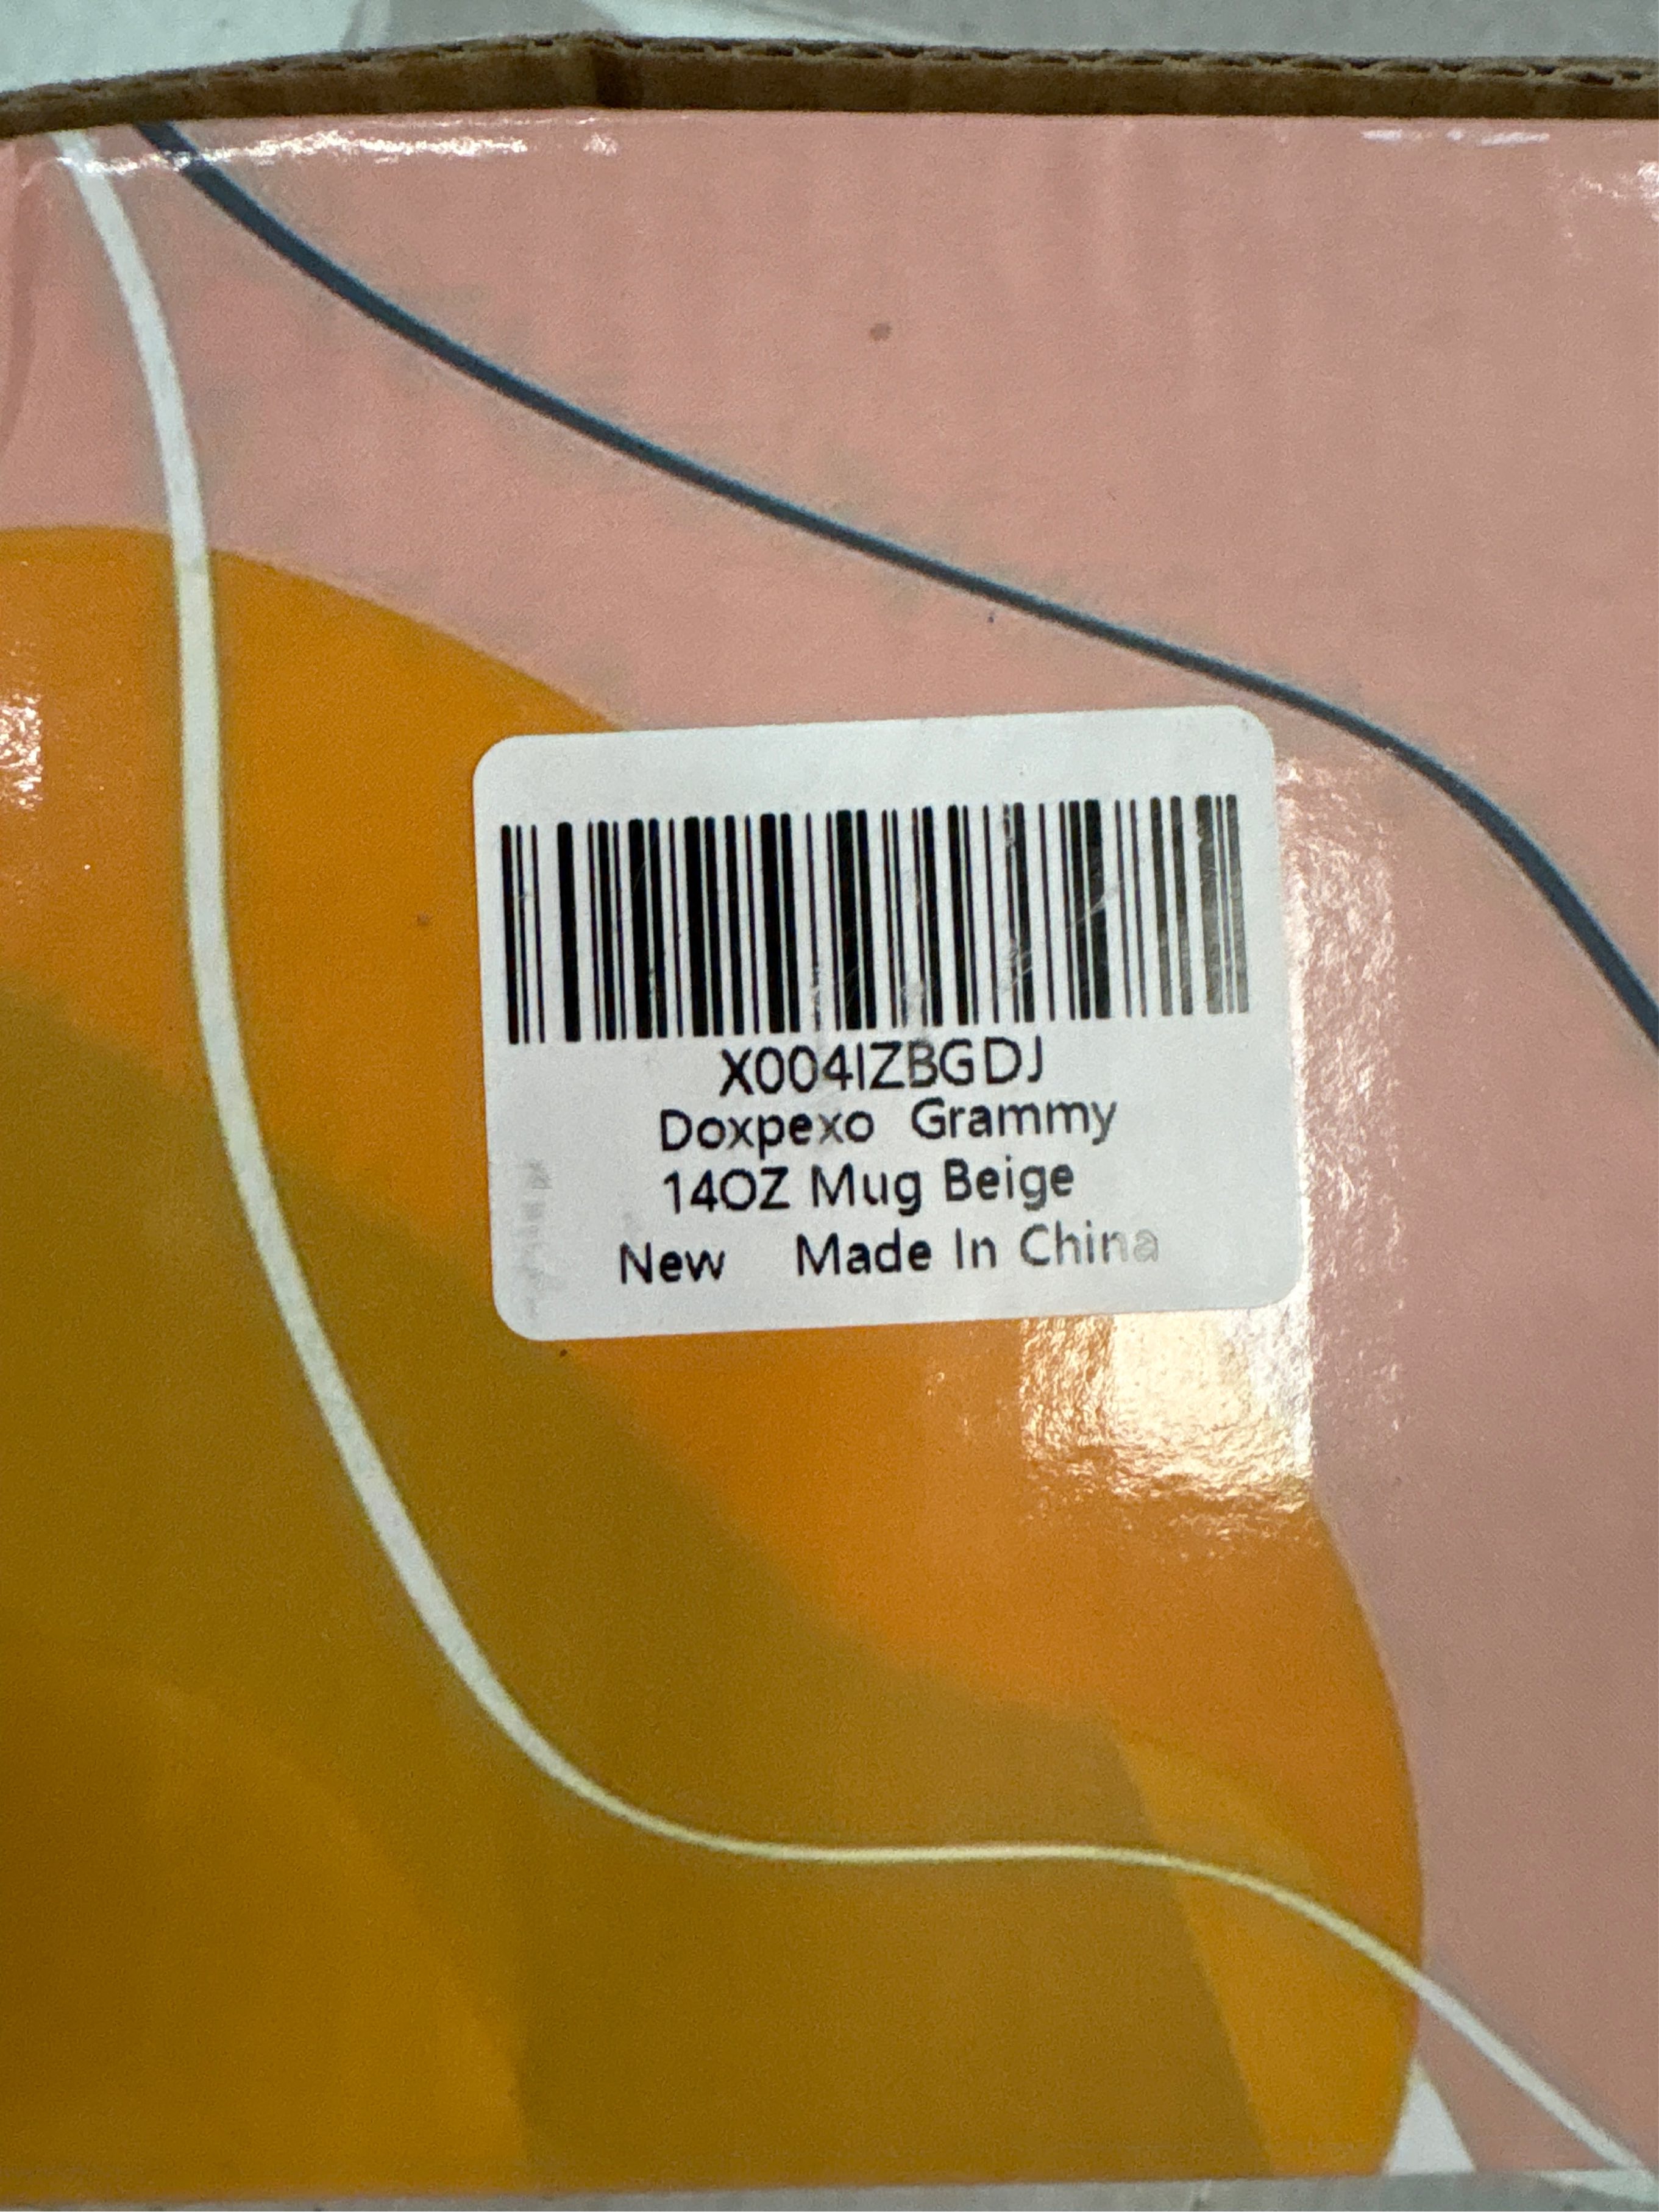 X004IZBGDJ
Doxpexo Grammy
14OZ Mug Beige
New Made In China